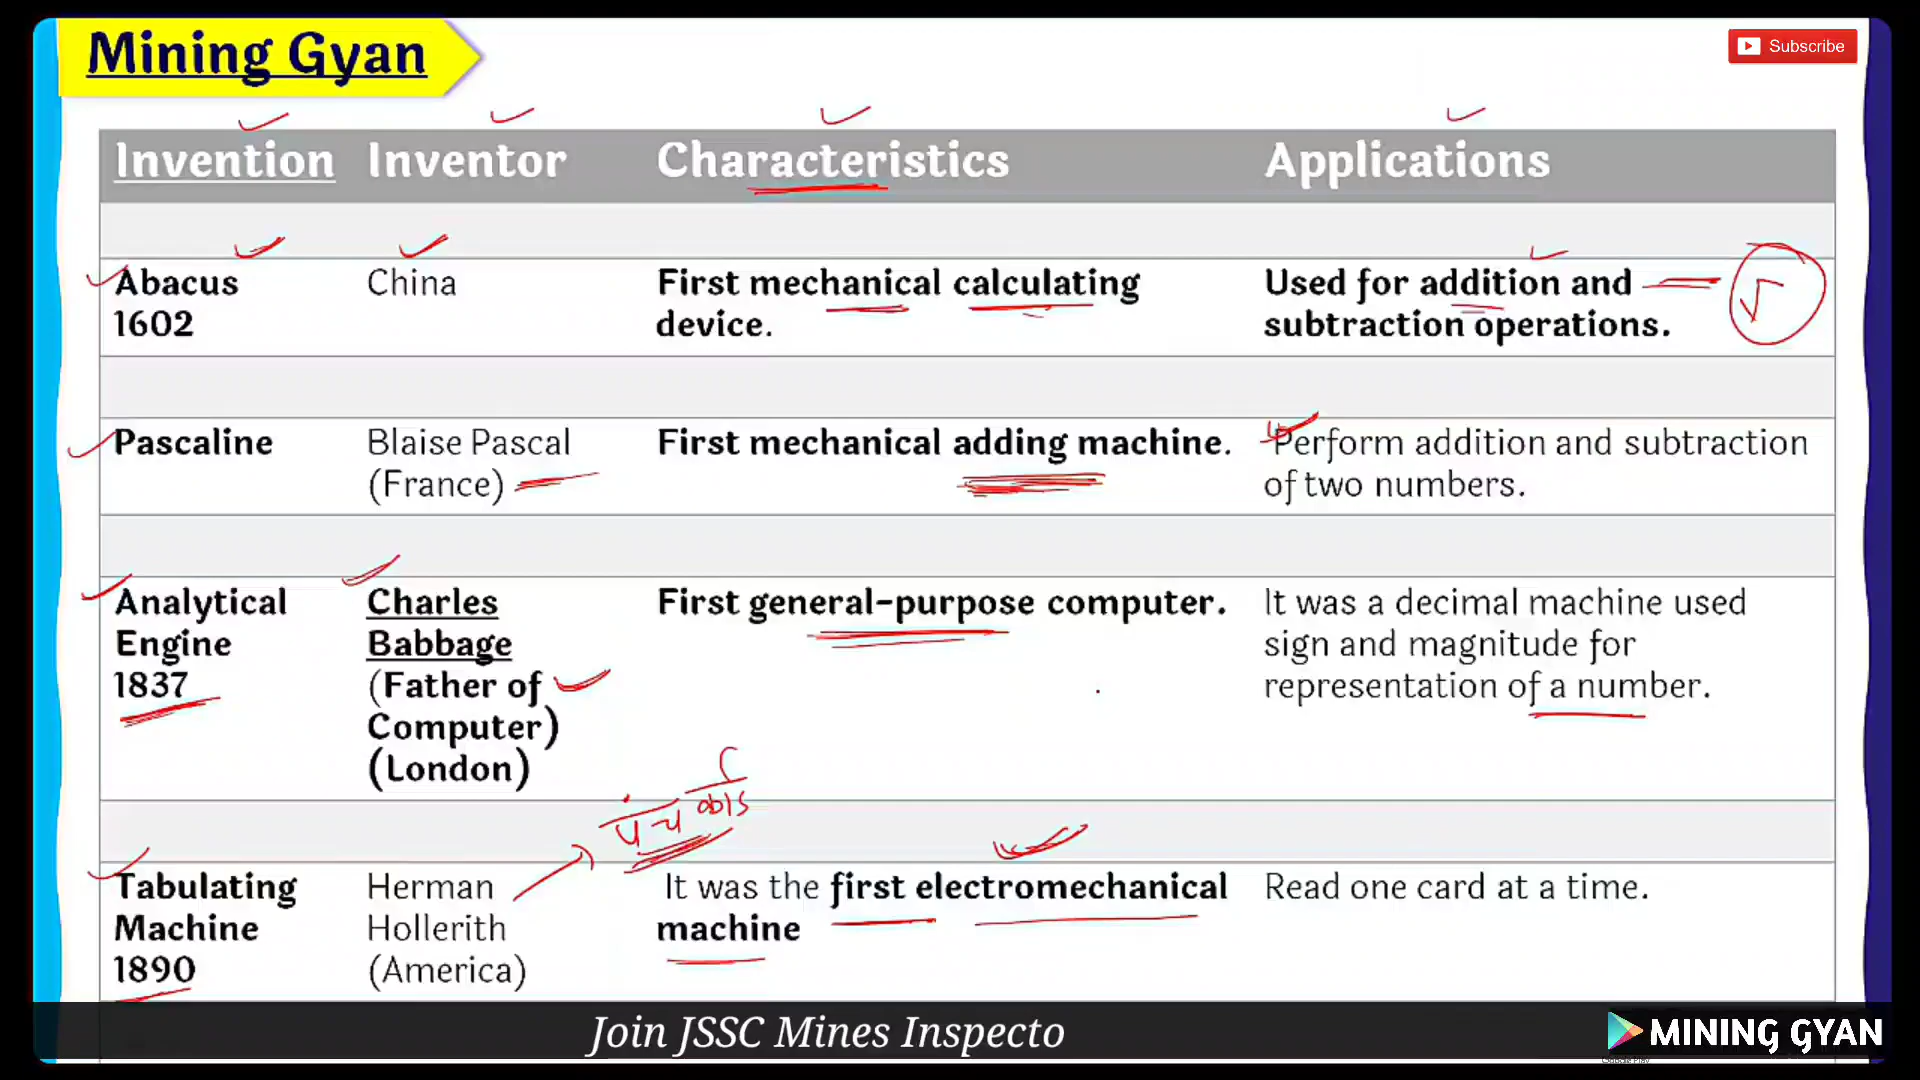 Mining Gyan
Subscribe
Invention Inventor Characteristics Applications
Abacus
1602
China
First mechanical calculating
device.
Used for addition and
subtraction operations.
Pascaline
Blaise Pascal
(France)
First mechanical adding machine.
Perform addition and subtraction
of two numbers.
Analytical
Engine
1837
Charles
Babbage
(Father of
Computer)
(London)
First general-purpose computer.
It was a decimal machine used
sign and magnitude for
representation of a number.
Tabulating
Machine
1890
Herman
Hollerith
(America)
It was the first electromechanical
machine
Read one card at a time.
Join JSSC Mines Inspecto
MINING GYAN